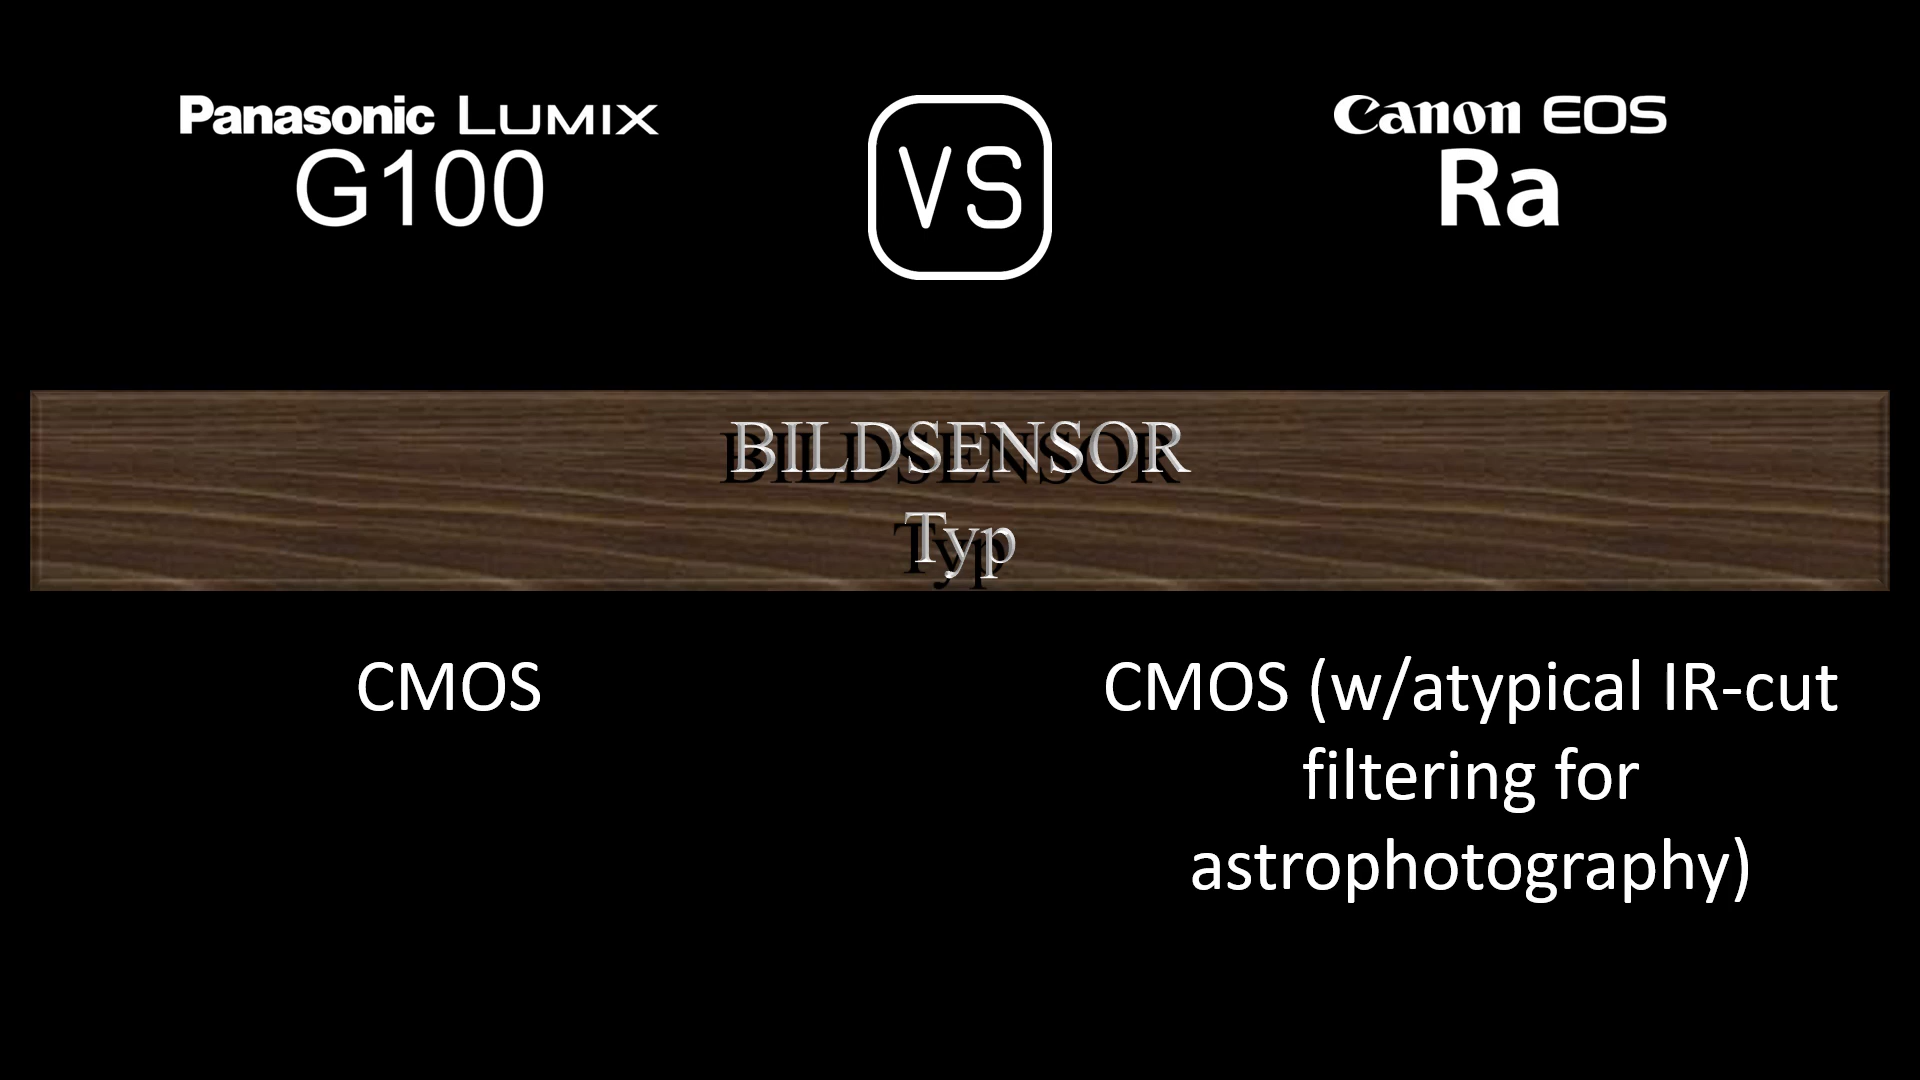 Panasonic LUMIX
G100
VS
Canon EOS
Ra
BILDSENSOR
Typ
CMOS
CMOS (w/atypical IR-cut
filtering for
astrophotography)